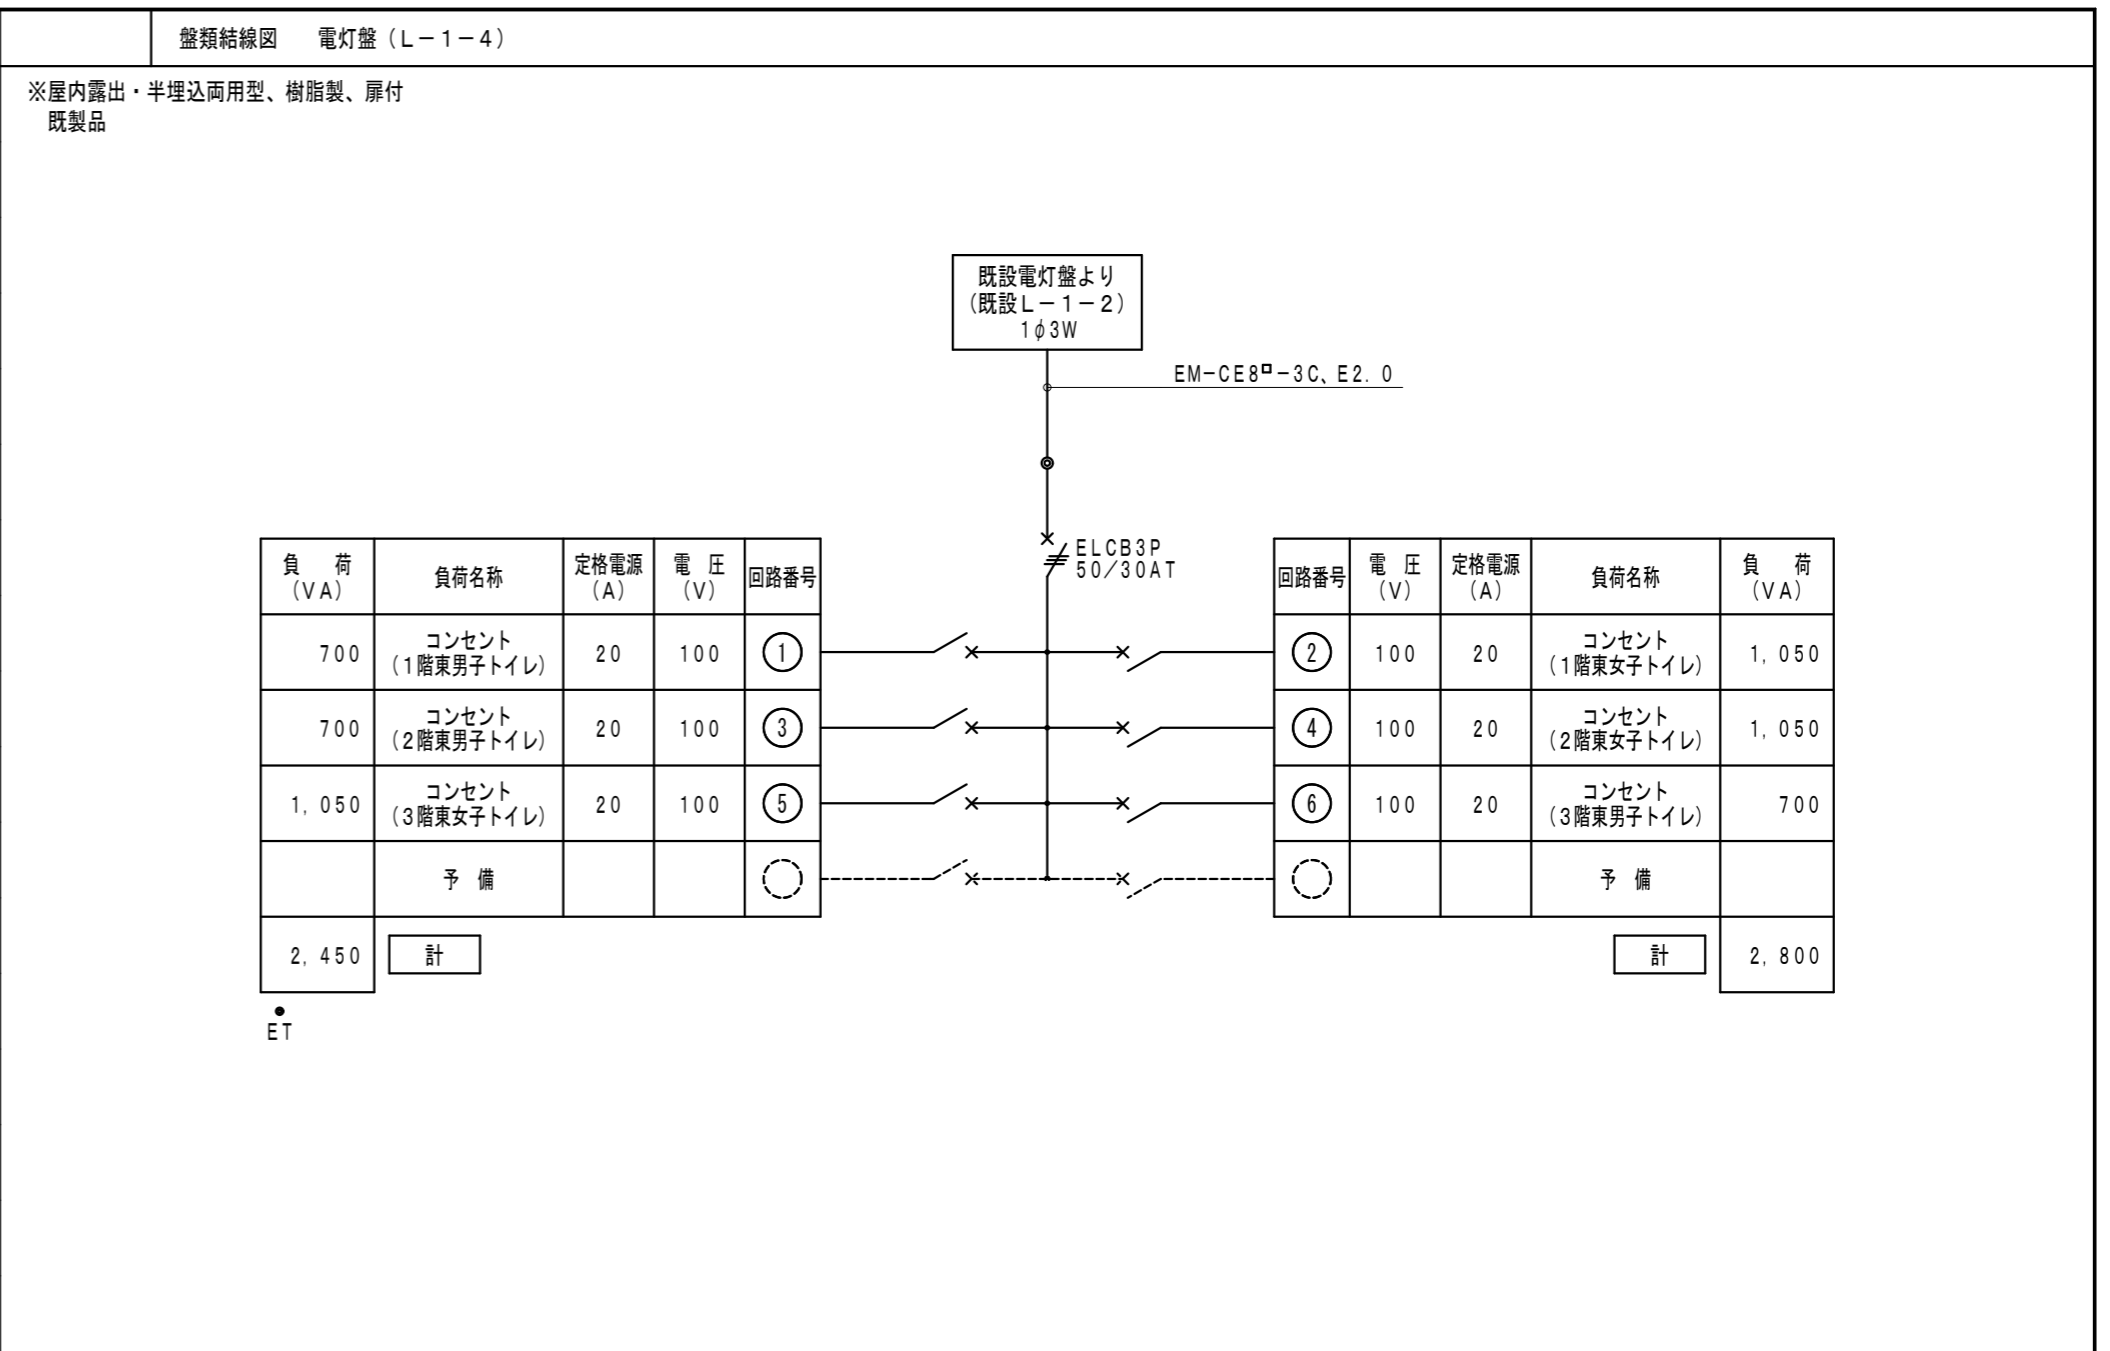 盤類結線図　電灯盤（L－1－4）
※屋内露出・半埋込両用型、樹脂製、扉付
既製品
既設電灯盤より
（既設L－1－2）
1φ3W
EM−CE8□−3C、E2.0
ELCB3P
50／30AT
負　荷（VA）　負荷名称　定格電源（A）　電　圧（V）　回路番号
700　コンセント（1階東男子トイレ）　20　100　1
700　コンセント（2階東男子トイレ）　20　100　3
1,050　コンセント（3階東女子トイレ）　20　100　5
予　備
2,450　計
ET
回路番号　電　圧（V）　定格電源（A）　負荷名称　負　荷（VA）
2　100　20　コンセント（1階東女子トイレ）　1,050
4　100　20　コンセント（2階東女子トイレ）　1,050
6　100　20　コンセント（3階東男子トイレ）　700
予　備
計　2,800